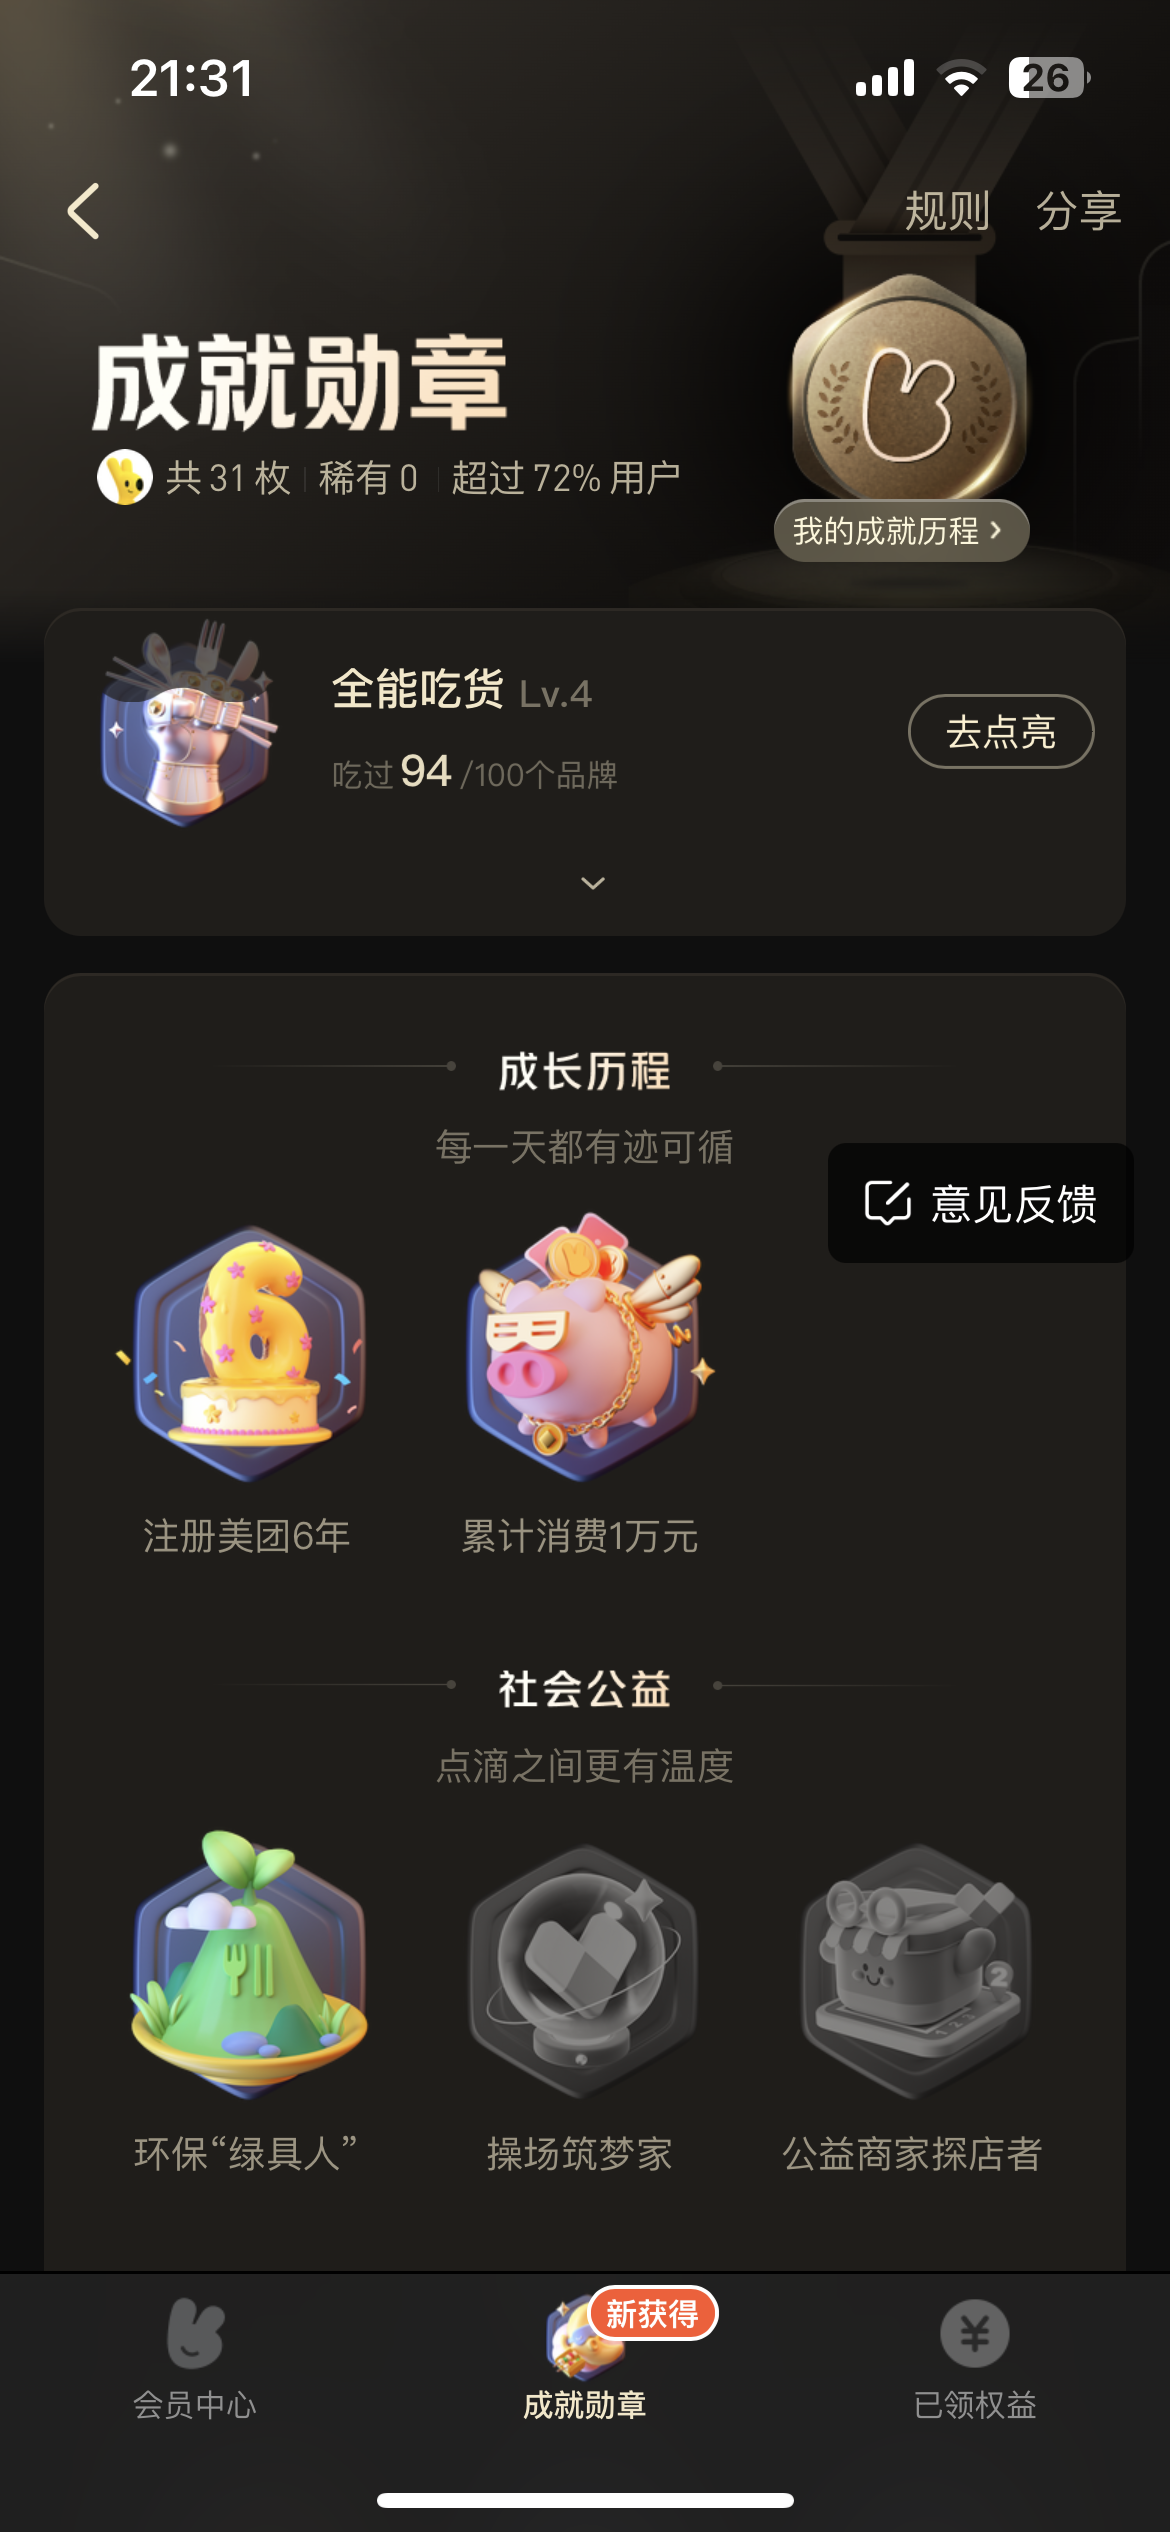 21:31
26
规则 分享
成就勋章
共 31 枚 稀有 0 超过 72% 用户
我的成就历程
全能吃货 Lv.4
去点亮
吃过 94 /100个品牌
成长历程
每一天都有迹可循
意见反馈
注册美团6年 累计消费1万元
社会公益
点滴之间更有温度
环保“绿具人” 操场筑梦家 公益商家探店者
新获得
会员中心 成就勋章 已领权益